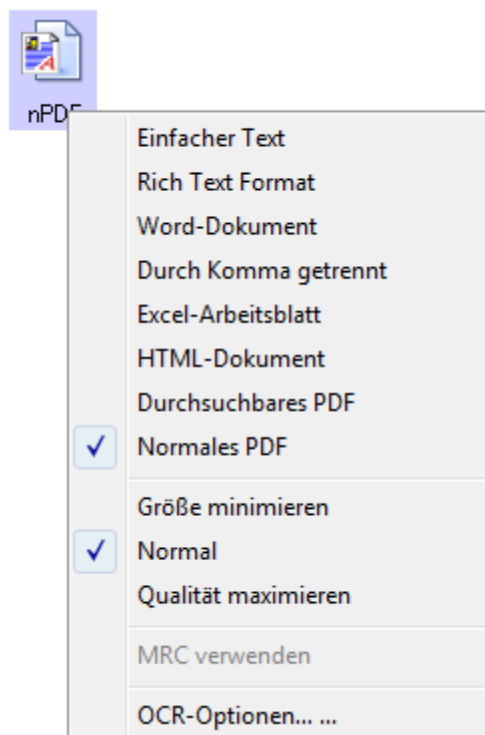 nPDF
Einfacher Text
Rich Text Format
Word-Dokument
Durch Komma getrennt
Excel-Arbeitsblatt
HTML-Dokument
Durchsuchbares PDF
Normales PDF
Größe minimieren
Normal
Qualität maximieren
MRC verwenden
OCR-Optionen... ...